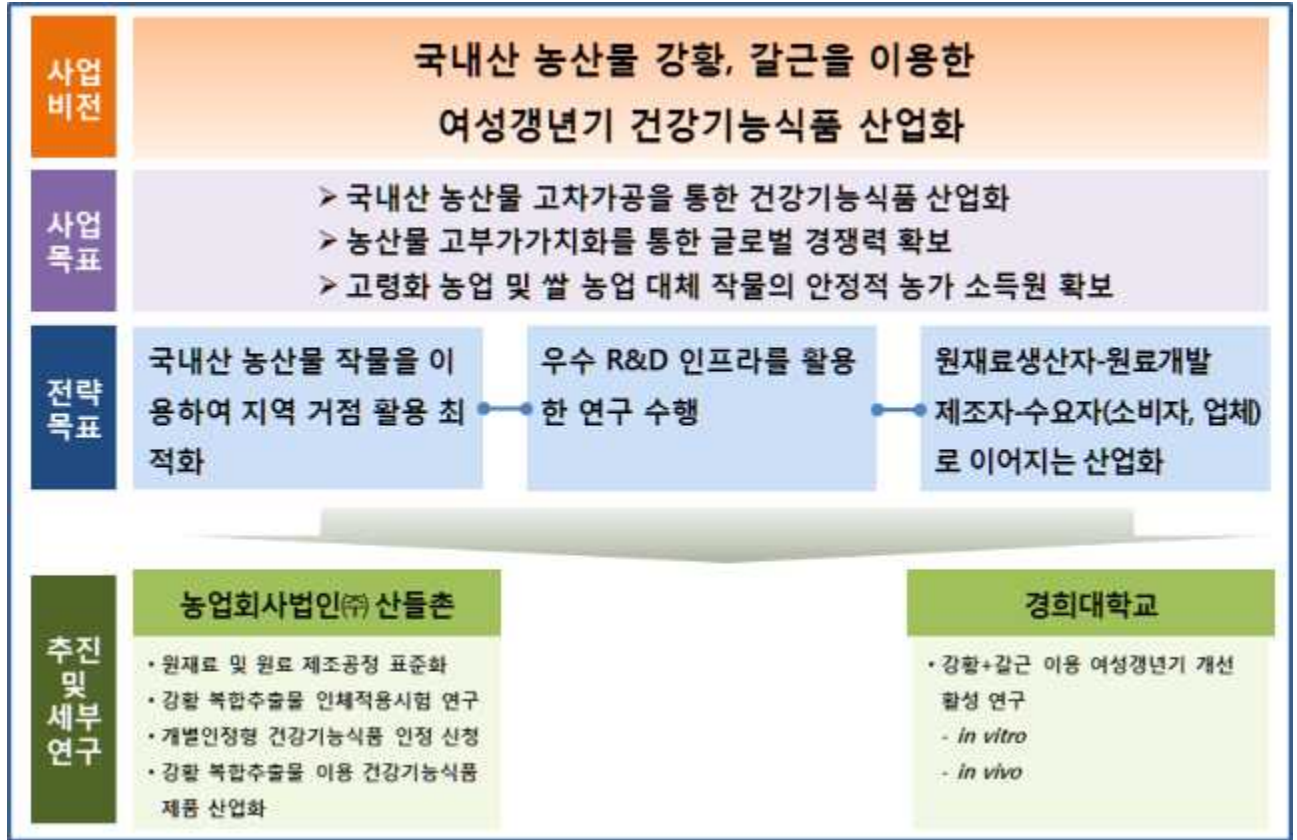 사업
비전
국내산 농산물 강황, 갈근을 이용한
여성갱년기 건강기능식품 산업화
사업
목표
➢ 국내산 농산물 고차가공을 통한 건강기능식품 산업화
➢ 농산물 고부가가치화를 통한 글로벌 경쟁력 확보
➢ 고령화 농업 및 쌀 농업 대체 작물의 안정적 농가 소득원 확보
전략
목표
국내산 농산물 작물을 이
용하여 지역 거점 활용 최
적화
우수 R&D 인프라를 활용
한 연구 수행
원재료생산자-원료개발
제조자-수요자(소비자, 업체)
로 이어지는 산업화
추진
및
세부
연구
농업회사법인㈜ 산들촌
• 원재료 및 원료 제조공정 표준화
• 강황 복합추출물 인체적용시험 연구
• 개별인정형 건강기능식품 인정 신청
• 강황 복합추출물 이용 건강기능식품
제품 산업화
경희대학교
• 강황+갈근 이용 여성갱년기 개선
활성 연구
- in vitro
- in vivo